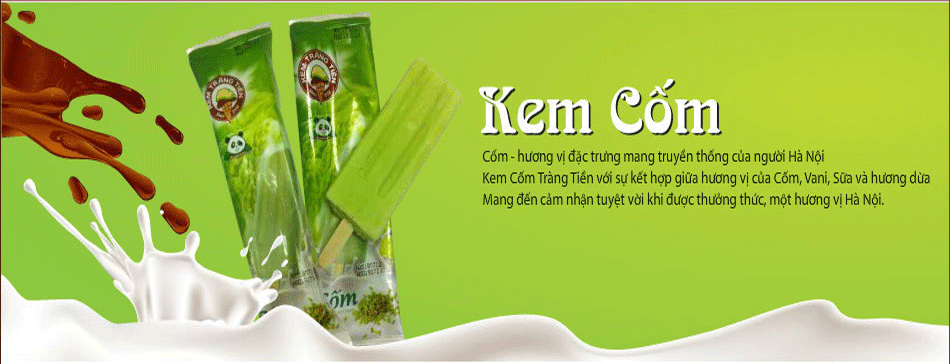 KEM TRÀNG TIỀN
KEM TRÀNG TIỀN
Kem Cốm
Cốm - hương vị đặc trưng mang truyền thống của người Hà Nội
Kem Cốm Tràng Tiền với sự kết hợp giữa hương vị của Cốm, Vani, Sữa và hương dừa
Mang đến cảm nhận tuyệt vời khi được thưởng thức, một hương vị Hà Nội.
Cốm